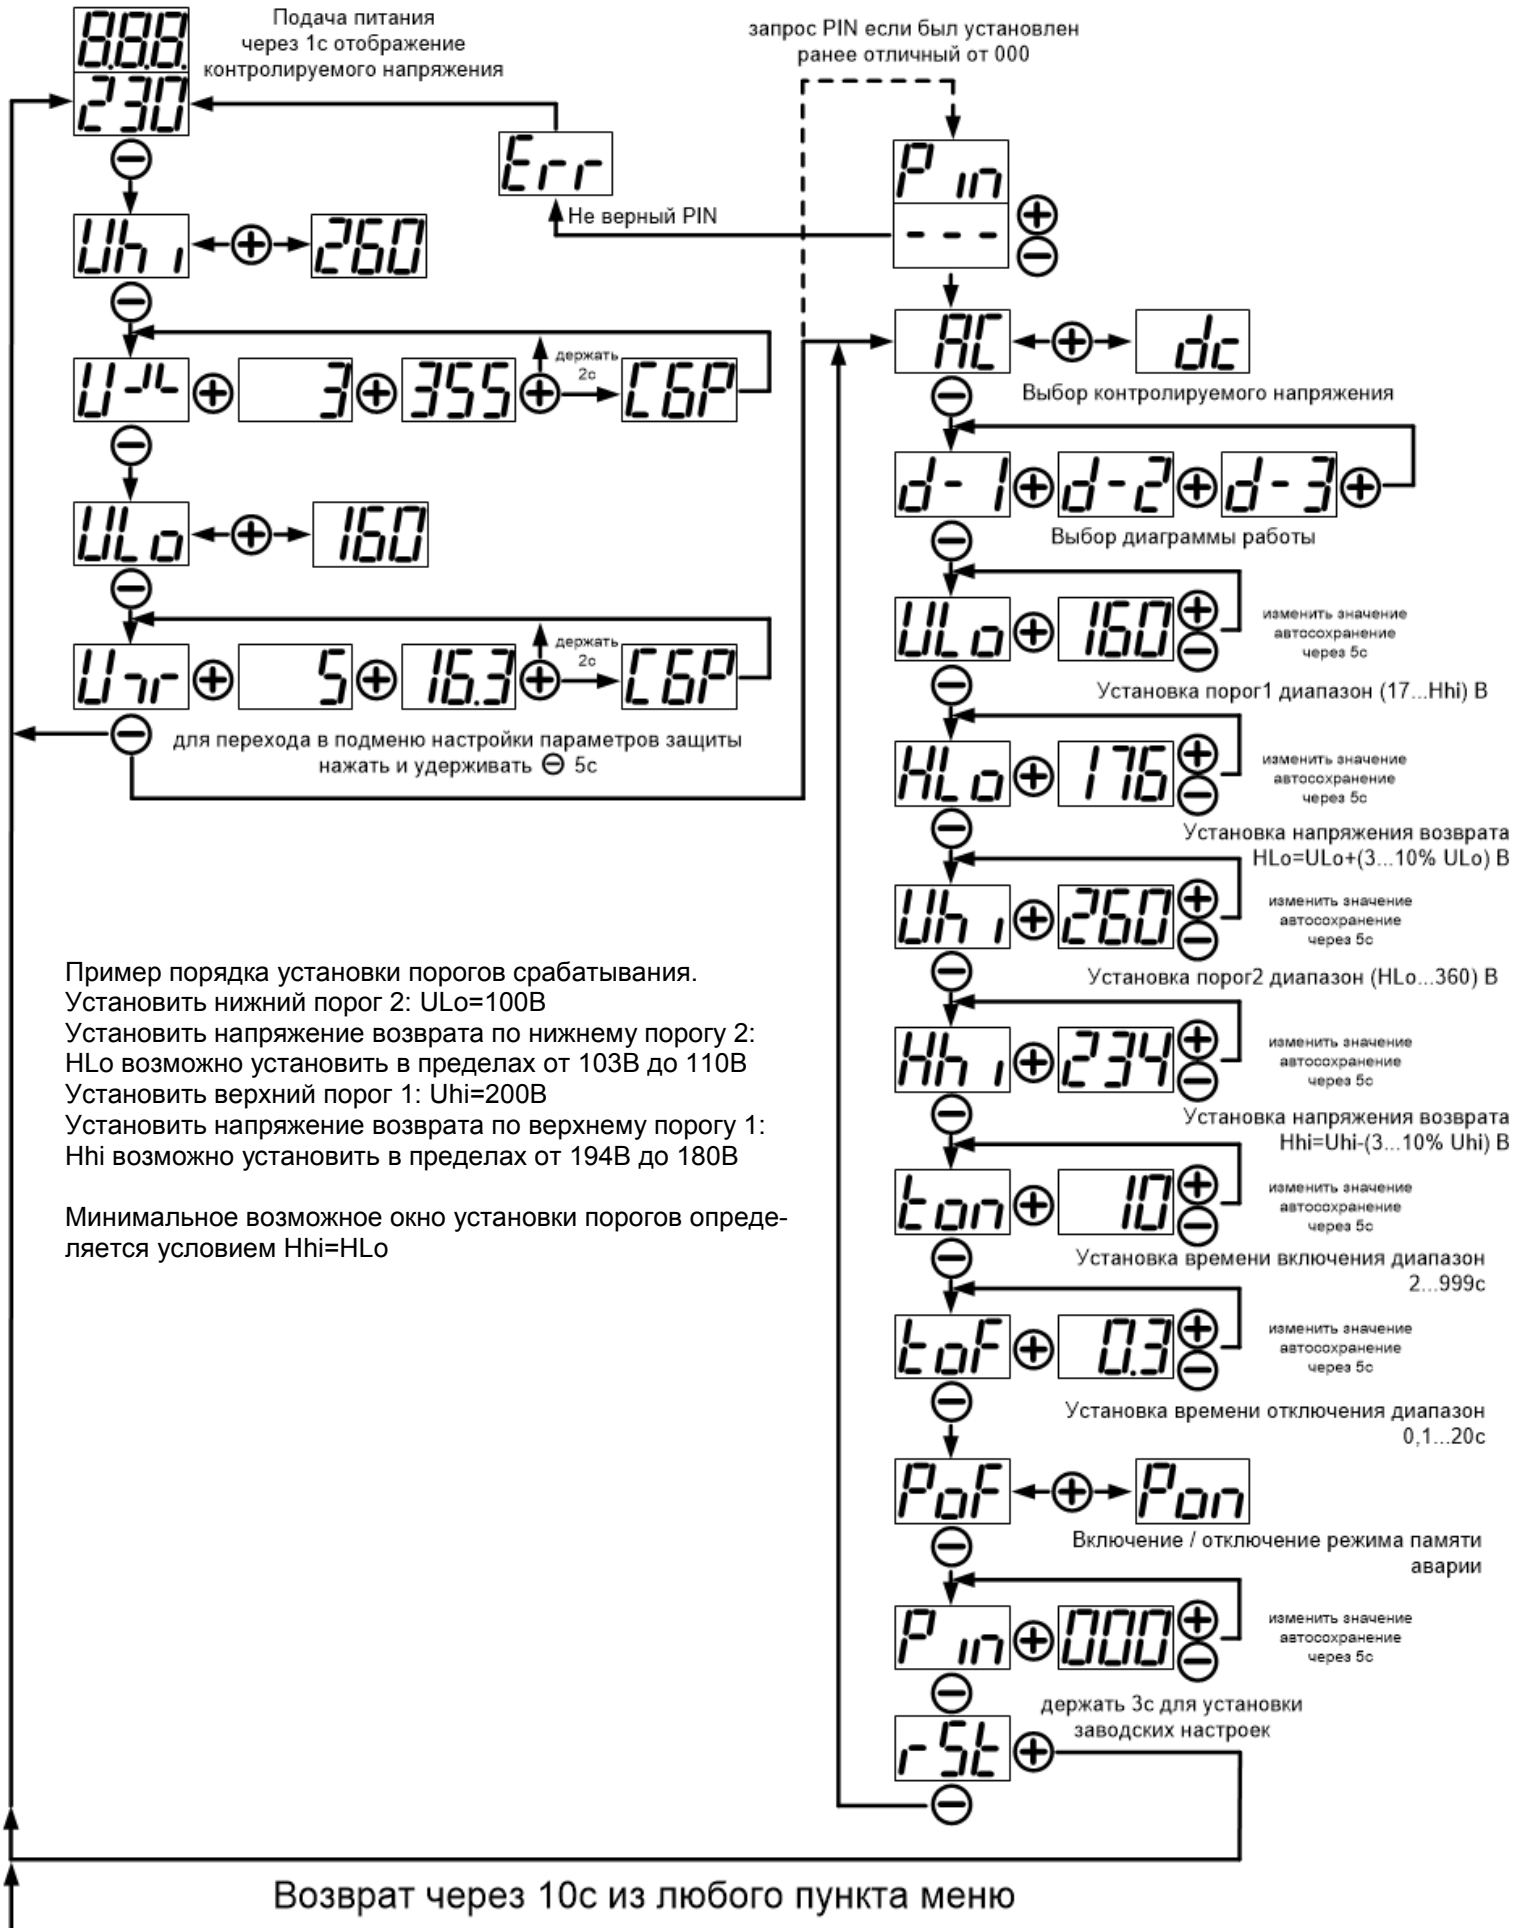 8.8.8.
Подача питания
через 1с отображение
контролируемого напряжения
230
Err
Не верный PIN
Uhi
260
3
355
держать
2с
СБР
ULo
160
5
16.3
держать
2с
СБР
для перехода в подменю настройки параметров защиты
нажать и удерживать ⊖ 5с
Пример порядка установки порогов срабатывания.
Установить нижний порог 2: ULo=100В
Установить напряжение возврата по нижнему порогу 2:
HLo возможно установить в пределах от 103В до 110В
Установить верхний порог 1: Uhi=200В
Установить напряжение возврата по верхнему порогу 1:
Hhi возможно установить в пределах от 194В до 180В
Минимальное возможное окно установки порогов опреде-
ляется условием Hhi=HLo
запрос PIN если был установлен
ранее отличный от 000
Pin
- - -
AC
dc
Выбор контролируемого напряжения
d-1
d-2
d-3
Выбор диаграммы работы
ULo
160
изменить значение
автосохранение
через 5с
Установка порог1 диапазон (17...Hhi) В
HLo
176
изменить значение
автосохранение
через 5с
Установка напряжения возврата
HLo=ULo+(3...10% ULo) В
Uhi
260
изменить значение
автосохранение
через 5с
Установка порог2 диапазон (HLo...360) В
Hhi
234
изменить значение
автосохранение
через 5с
Установка напряжения возврата
Hhi=Uhi-(3...10% Uhi) В
ton
10
изменить значение
автосохранение
через 5с
Установка времени включения диапазон
2...999с
toF
0.3
изменить значение
автосохранение
через 5с
Установка времени отключения диапазон
0,1...20с
PoF
Pon
Включение / отключение режима памяти
аварии
Pin
000
изменить значение
автосохранение
через 5с
держать 3с для установки
заводских настроек
rSt
Возврат через 10с из любого пункта меню